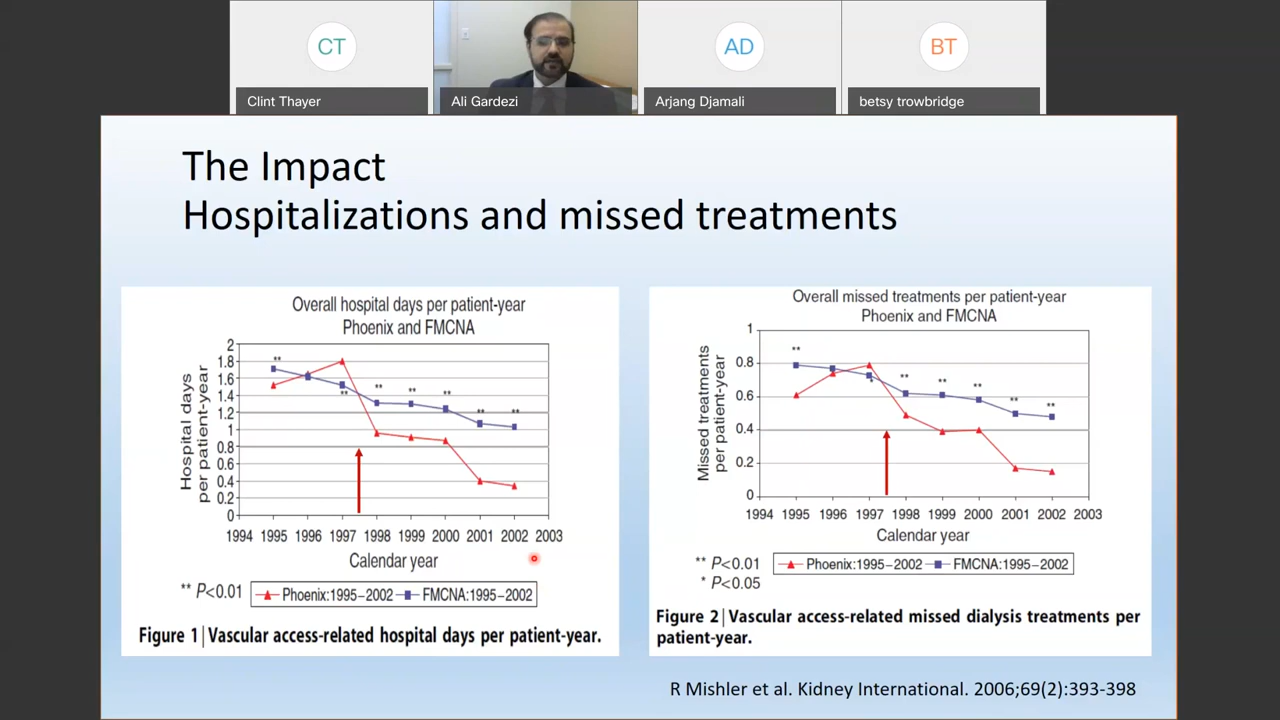 CT
AD
BT
Clint Thayer
Ali Gardezi
Arjang Djamali
betsy trowbridge
The Impact
Hospitalizations and missed treatments
Overall hospital days per patient-year
Phoenix and FMCNA
Hospital days
per patient-year
2
1.8
1.6
1.4
1.2
1
0.8
0.6
0.4
0.2
0
**
**
**
**
**
**
**
1994 1995 1996 1997 1998 1999 2000 2001 2002 2003
Calendar year
** P<0.01
Phoenix:1995–2002 FMCNA:1995–2002
Figure 1 | Vascular access-related hospital days per patient-year.
Overall missed treatments per patient-year
Phoenix and FMCNA
Missed treatments
per patient-year
1
0.8
0.6
0.4
0.2
0
**
*
**
**
**
**
**
1994 1995 1996 1997 1998 1999 2000 2001 2002 2003
Calendar year
** P<0.01
* P<0.05
Phoenix:1995–2002 FMCNA:1995–2002
Figure 2 | Vascular access-related missed dialysis treatments per
patient-year.
R Mishler et al. Kidney International. 2006;69(2):393-398